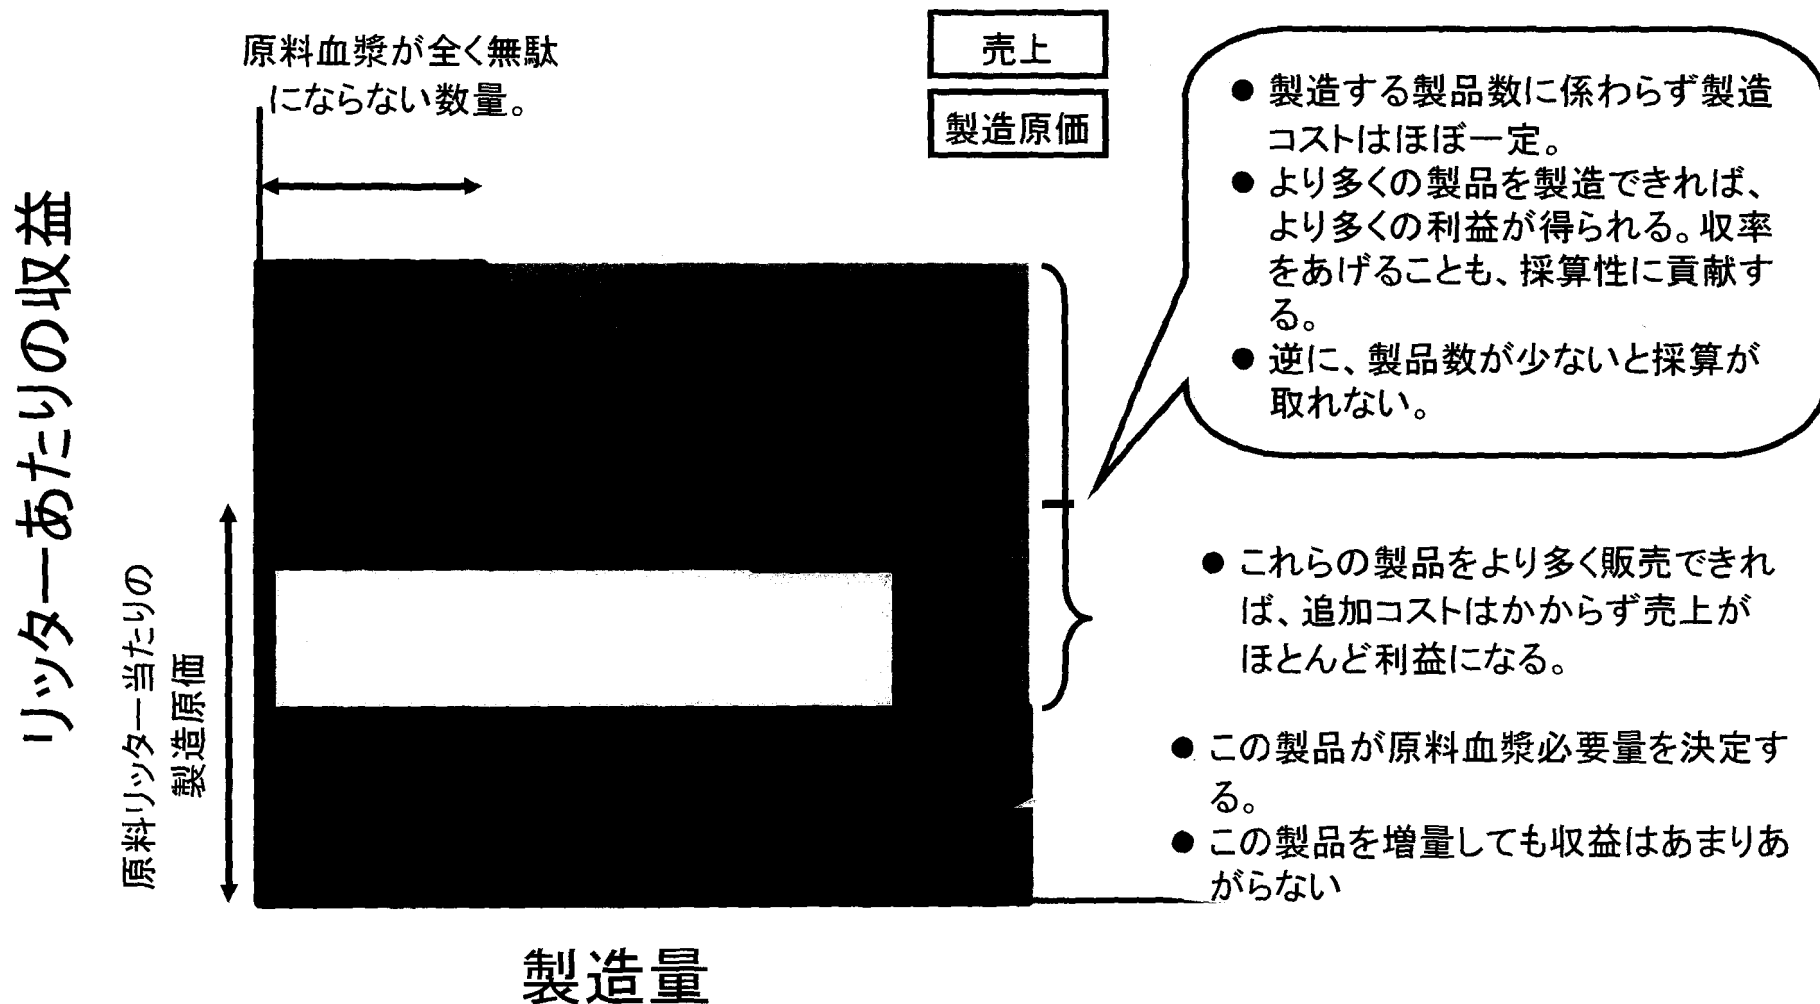 原料血漿が全く無駄
にならない数量。
売上
製造原価
● 製造する製品数に係わらず製造
コストはほぼ一定。
● より多くの製品を製造できれば、
より多くの利益が得られる。収率
をあげることも、採算性に貢献す
る。
● 逆に、製品数が少ないと採算が
取れない。
リッターあたりの収益
原料リッター当たりの
製造原価
● これらの製品をより多く販売できれ
ば、追加コストはかからず売上が
ほとんど利益になる。
● この製品が原料血漿必要量を決定す
る。
● この製品を増量しても収益はあまりあ
がらない
製造量